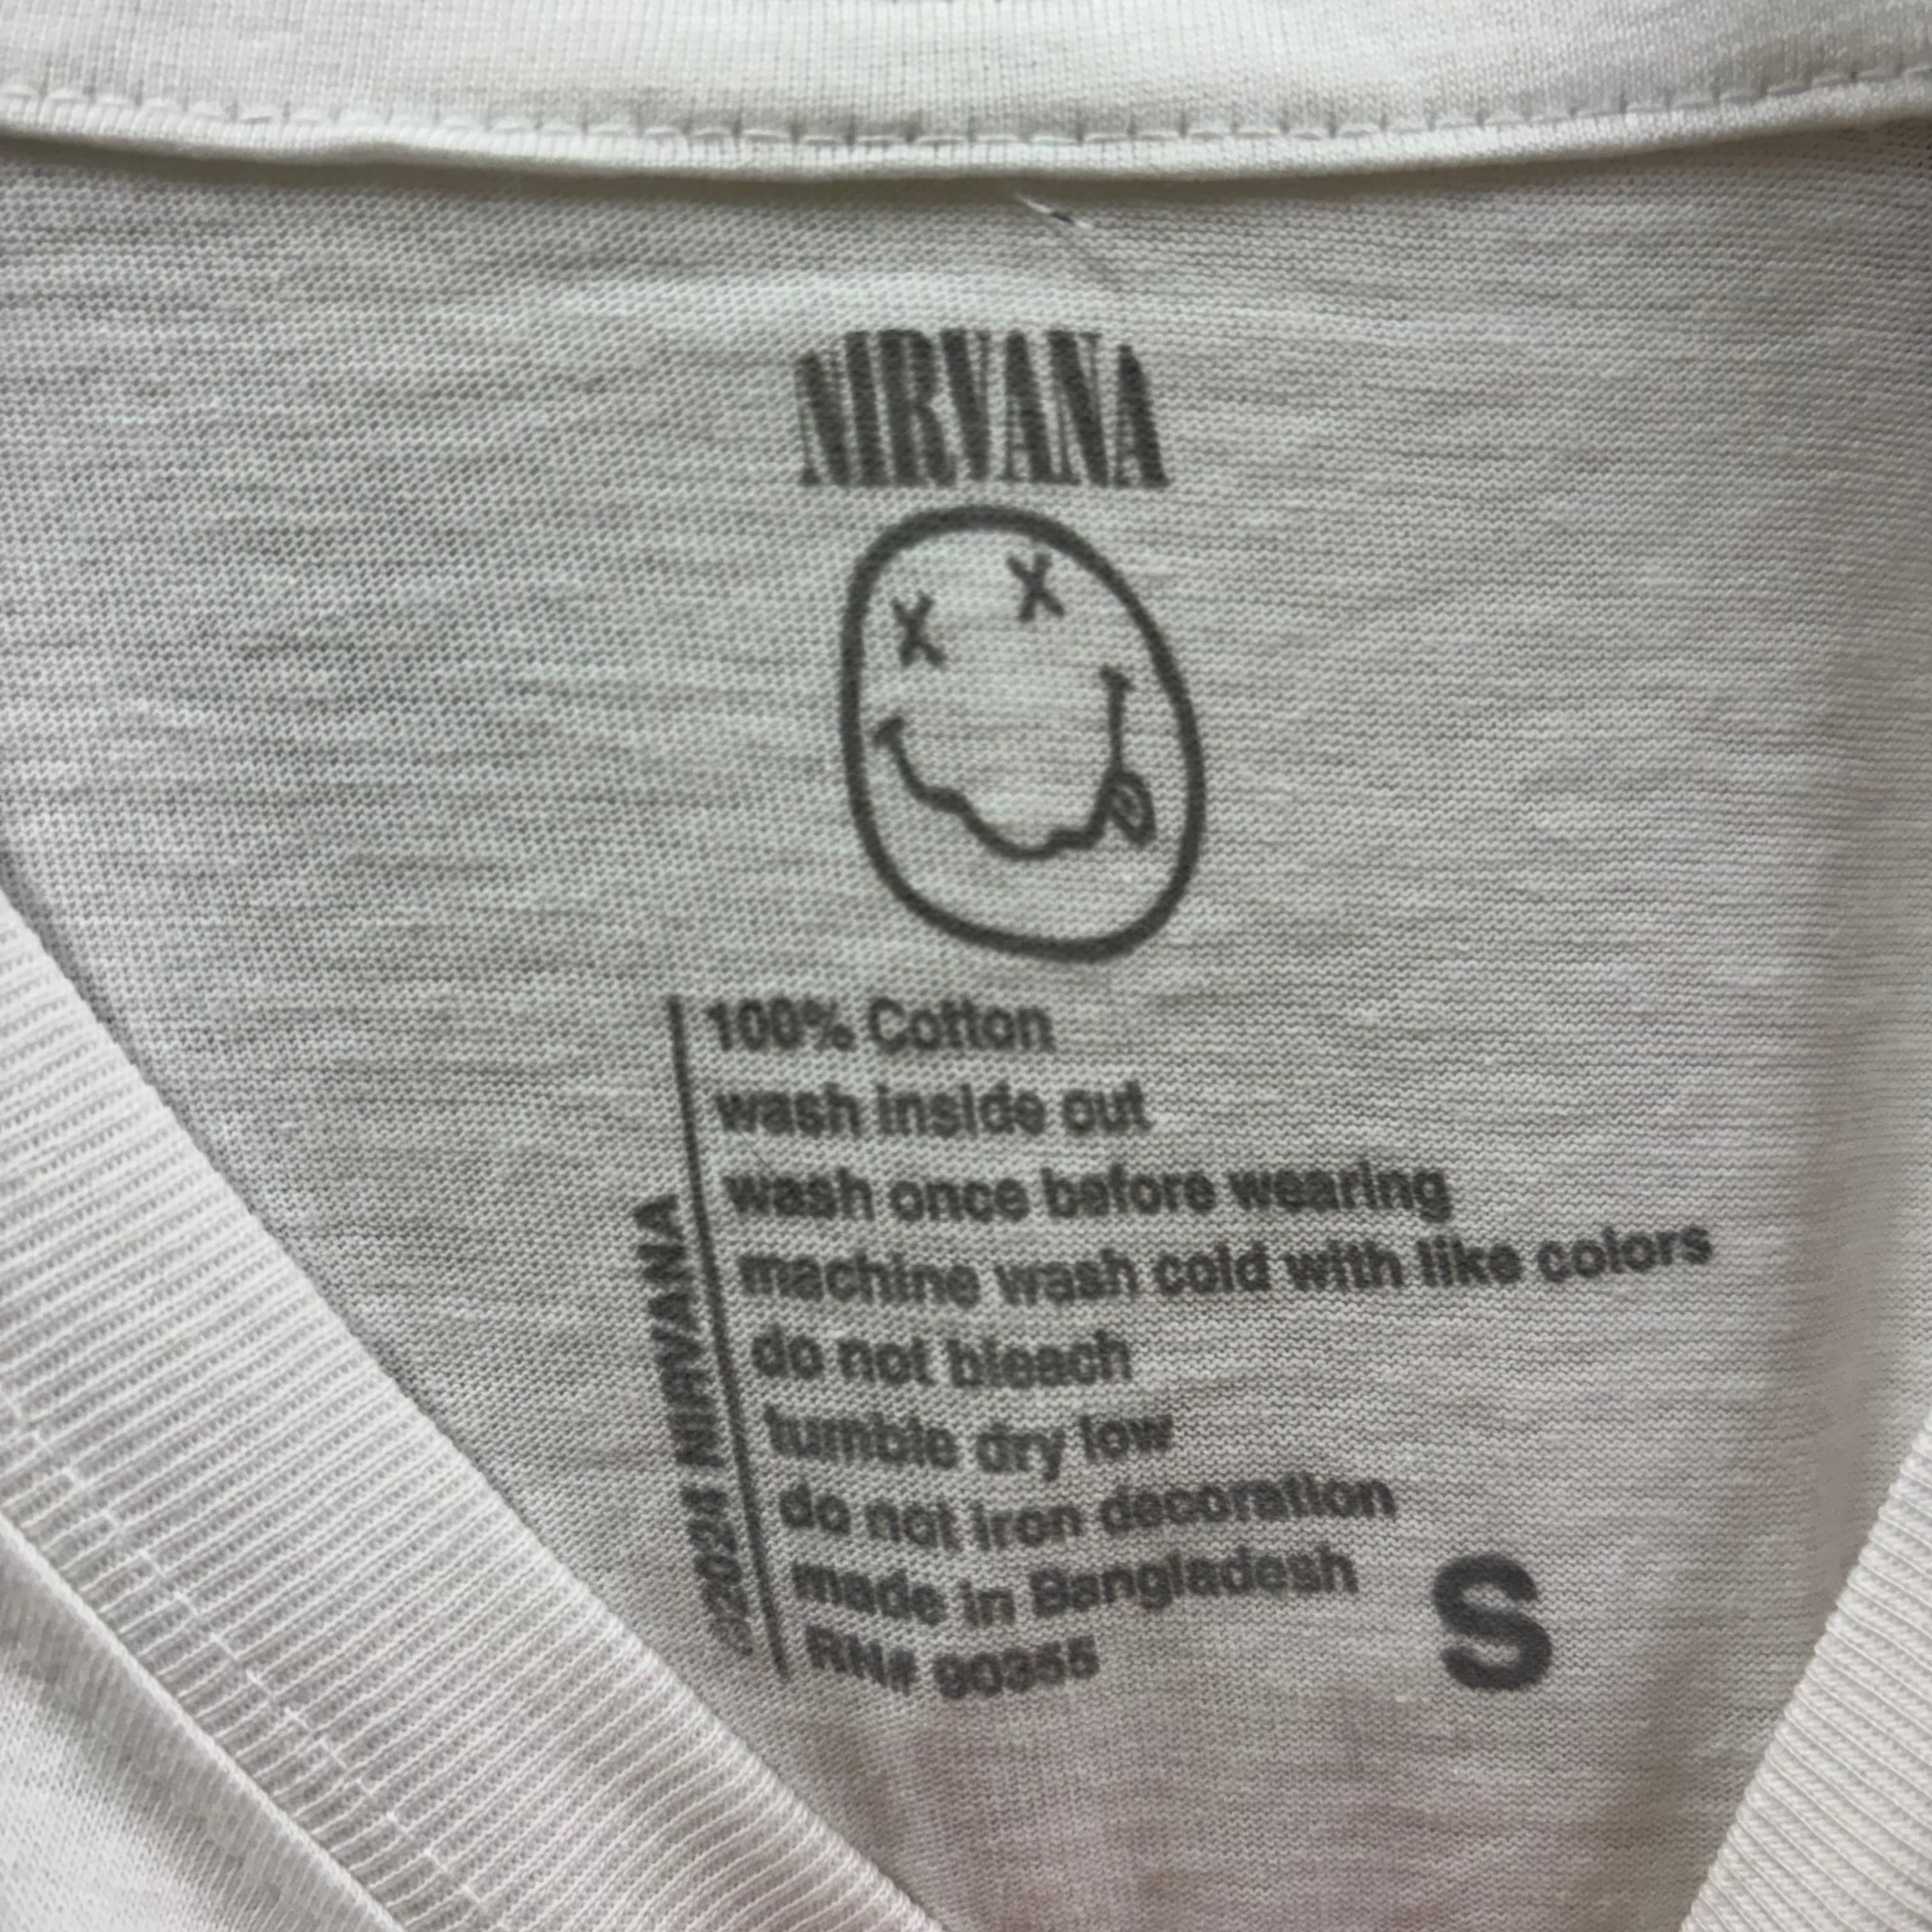 NIRVANA
100% Cotton
wash inside out
wash once before wearing
machine wash cold with like colors
do not bleach
tumble dry low
do not iron decoration
made in Bangladesh
RN# 90355
S
©2024 NIRVANA